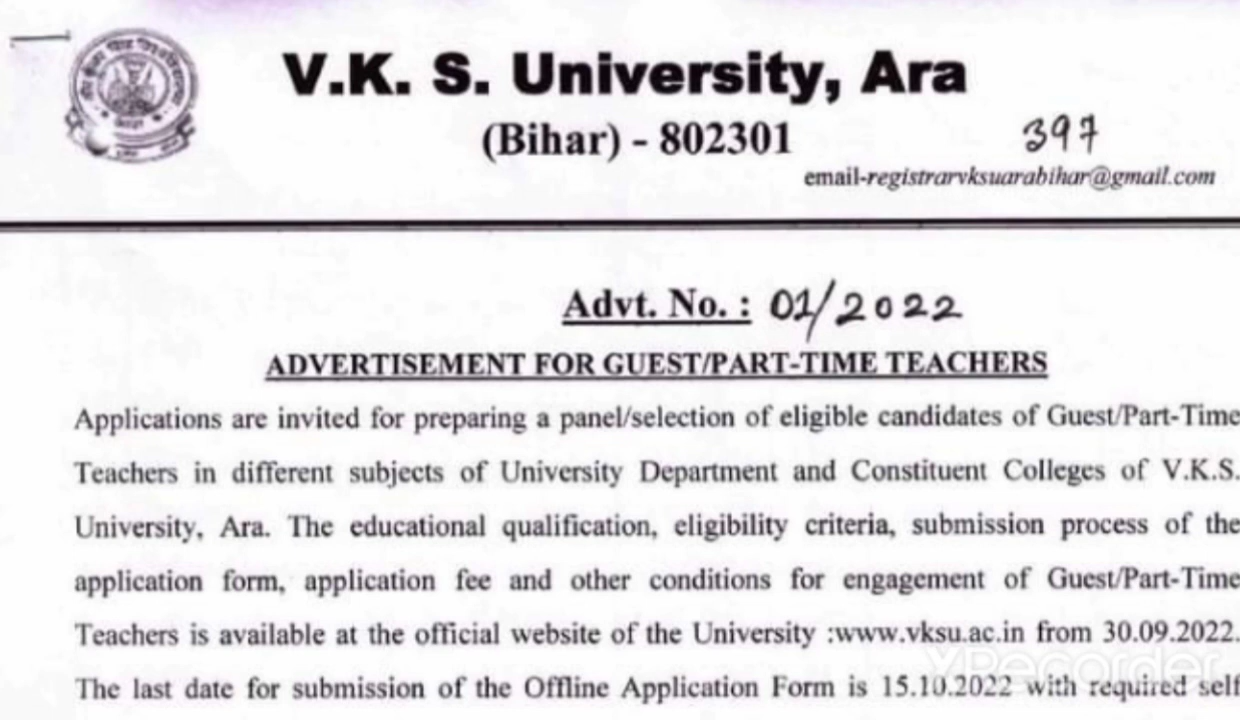 V.K. S. University, Ara
(Bihar) - 802301
397
email-registrarvksuarabihar@gmail.com
Advt. No. : 01/2022
ADVERTISEMENT FOR GUEST/PART-TIME TEACHERS
Applications are invited for preparing a panel/selection of eligible candidates of Guest/Part-Time
Teachers in different subjects of University Department and Constituent Colleges of V.K.S.
University, Ara. The educational qualification, eligibility criteria, submission process of the
application form, application fee and other conditions for engagement of Guest/Part-Time
Teachers is available at the official website of the University :www.vksu.ac.in from 30.09.2022.
The last date for submission of the Offline Application Form is 15.10.2022 with required self
XRecorder